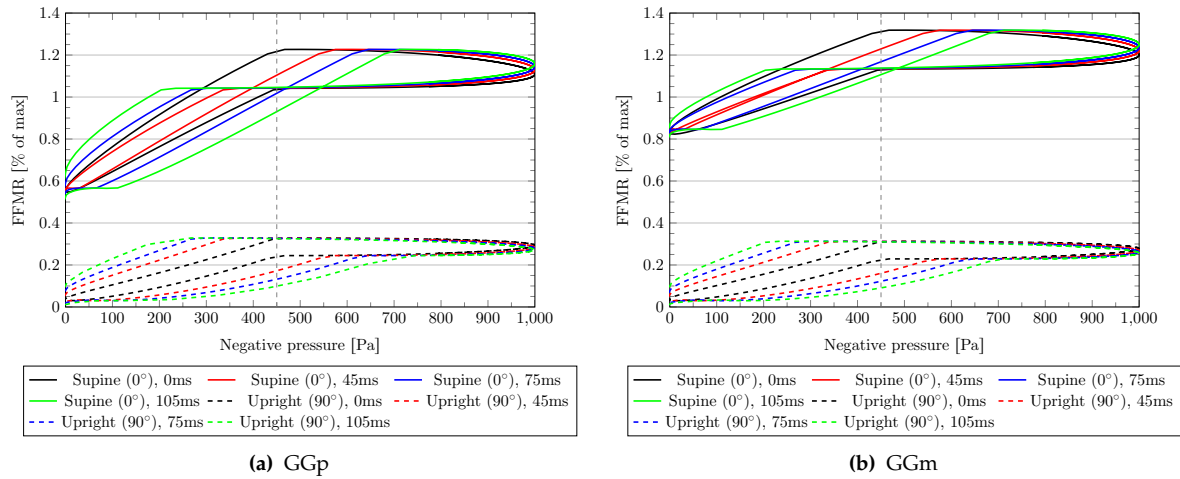 1.4
1.2
1
0.8
0.6
0.4
0.2
0
FFMR [% of max]
0 100 200 300 400 500 600 700 800 900 1,000
Negative pressure [Pa]
Supine (0°), 0ms Supine (0°), 45ms Supine (0°), 75ms
Supine (0°), 105ms Upright (90°), 0ms Upright (90°), 45ms
Upright (90°), 75ms Upright (90°), 105ms
(a) GGp
1.4
1.2
1
0.8
0.6
0.4
0.2
0
FFMR [% of max]
0 100 200 300 400 500 600 700 800 900 1,000
Negative pressure [Pa]
Supine (0°), 0ms Supine (0°), 45ms Supine (0°), 75ms
Supine (0°), 105ms Upright (90°), 0ms Upright (90°), 45ms
Upright (90°), 75ms Upright (90°), 105ms
(b) GGm